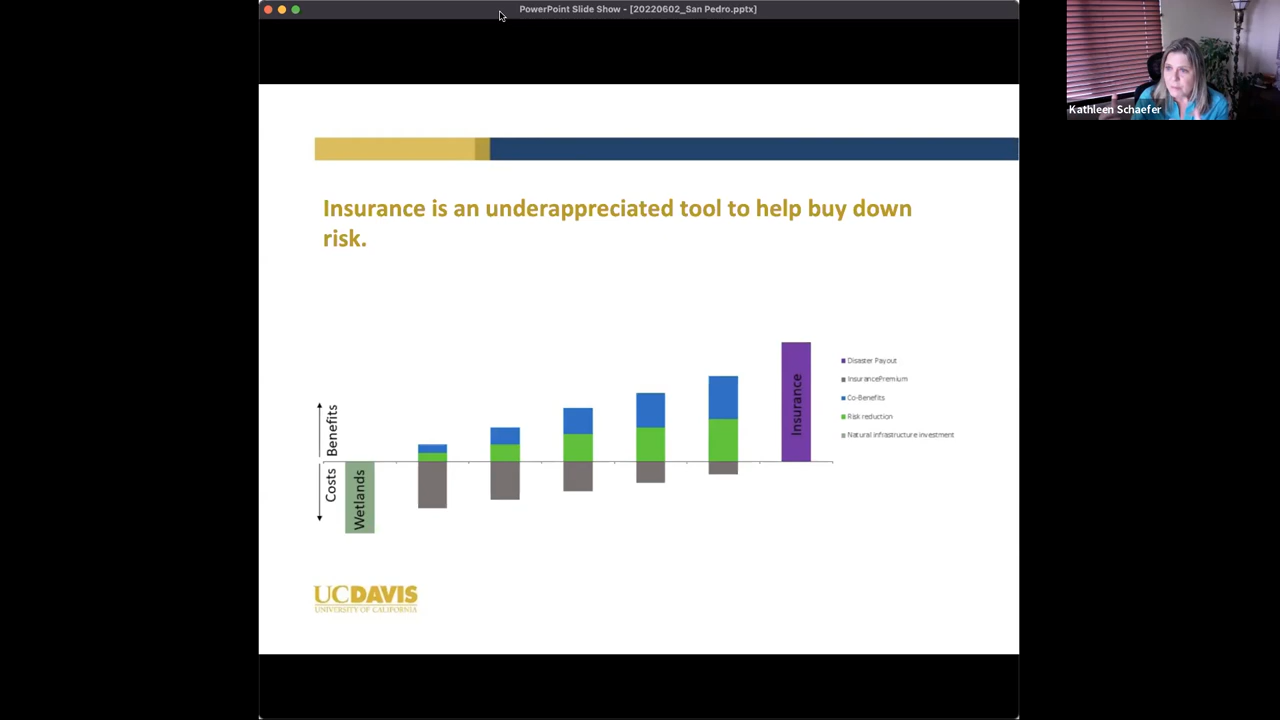 PowerPoint Slide Show - [20220602_San Pedro.pptx]
Kathleen Schaefer
Insurance is an underappreciated tool to help buy down
risk.
Disaster Payout
InsurancePremium
Co-Benefits
Risk reduction
Natural infrastructure investment
Benefits
Costs
Wetlands
Insurance
UCDAVIS
UNIVERSITY OF CALIFORNIA